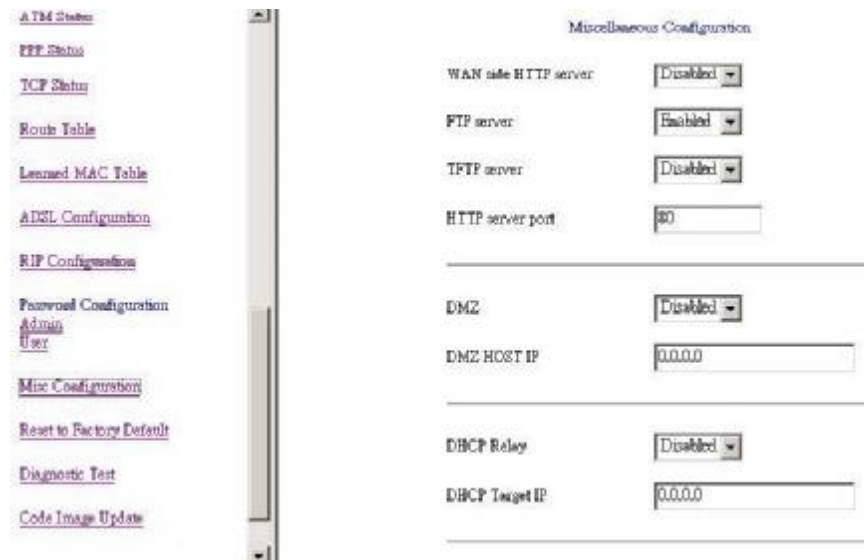 ATM Status
PPP Status
TCP Status
Route Table
Learned MAC Table
ADSL Configuration
RIP Configuration
Password Configuration
Admin
User
Misc Configuration
Reset to Factory Default
Diagnostic Test
Code Image Update
Miscellaneous Configuration
WAN side HTTP server Disabled
FTP server Enabled
TFTP server Disabled
HTTP server port 80
DMZ Disabled
DMZ HOST IP 0.0.0.0
DHCP Relay Disabled
DHCP Target IP 0.0.0.0